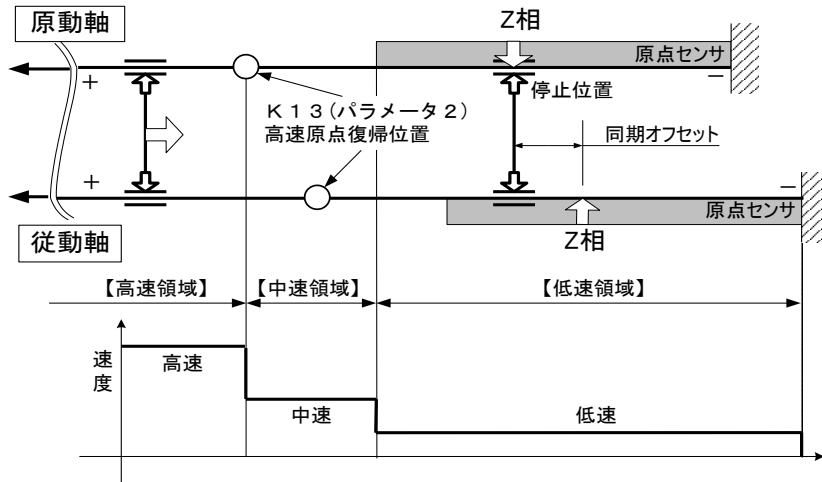 原動軸
Z相
原点センサ
+
-
停止位置
K13(パラメータ2)
高速原点復帰位置
同期オフセット
+
-
原点センサ
従動軸
Z相
【高速領域】
【中速領域】
【低速領域】
速度
高速
中速
低速